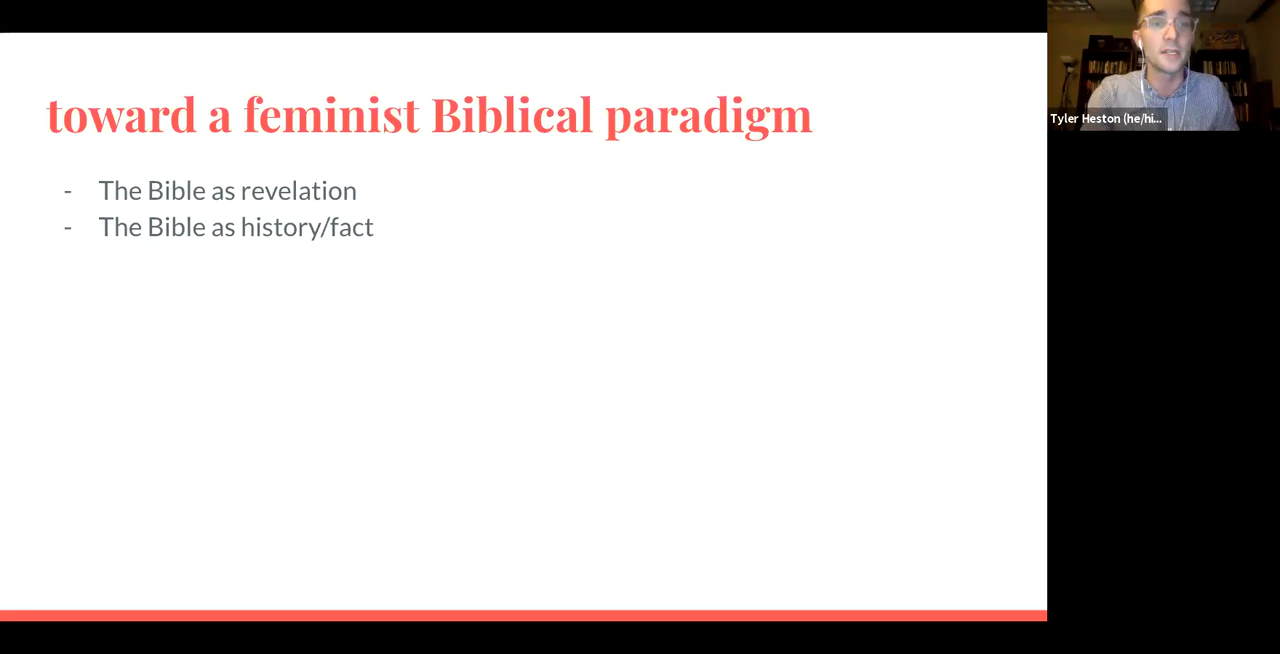 toward a feminist Biblical paradigm
- The Bible as revelation
- The Bible as history/fact
Tyler Heston (he/hi...